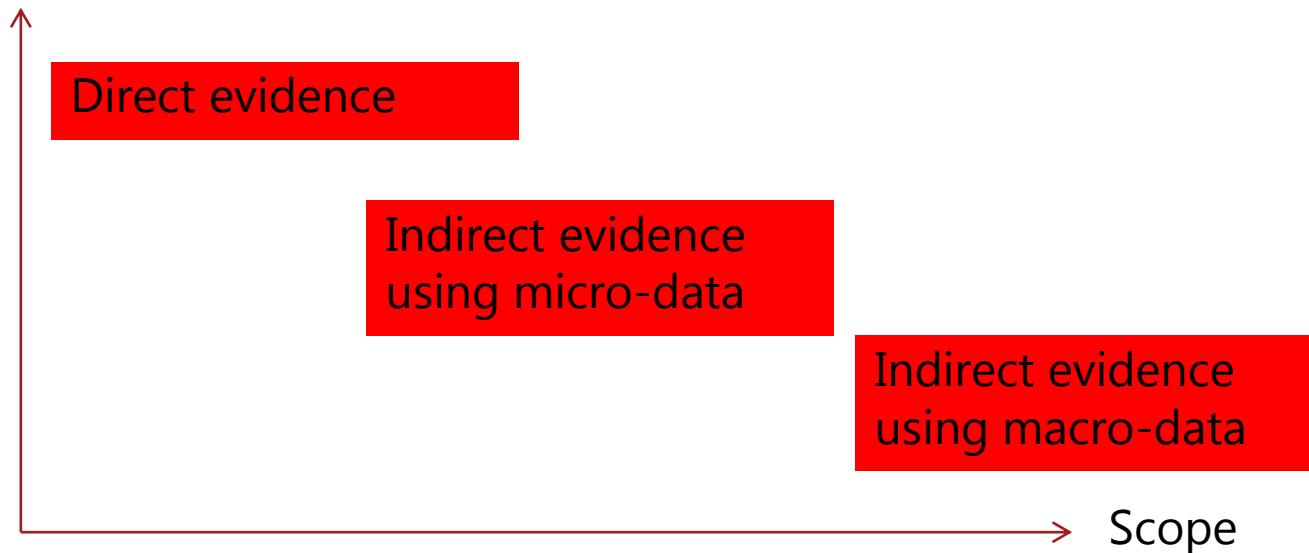 Direct evidence
Indirect evidence
using micro-data
Indirect evidence
using macro-data
Scope